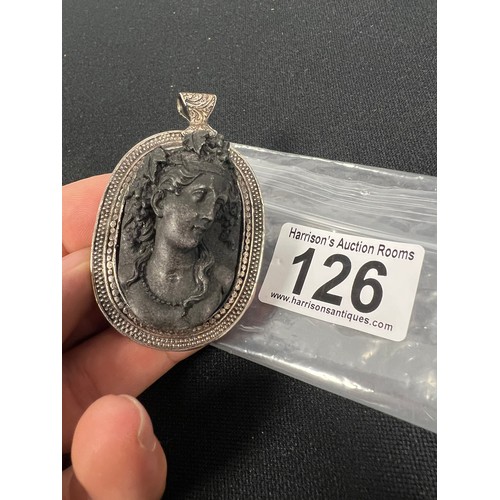 Harrison's Auction Rooms
126
www.harrisonsantiques.com